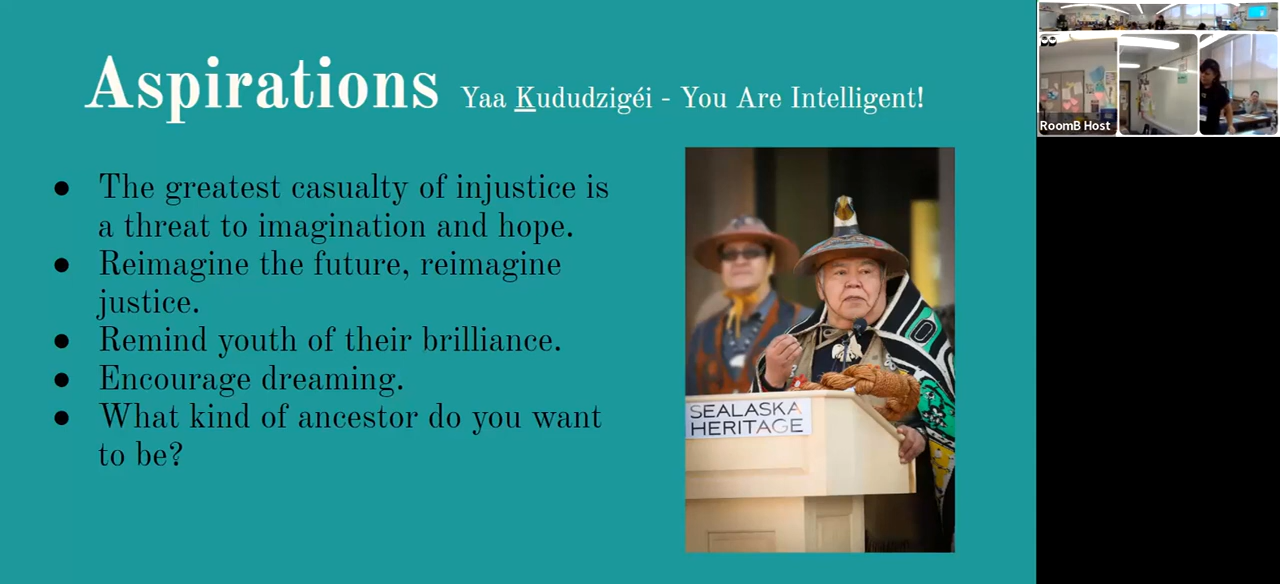 Aspirations Yaa Ḵududzigéi - You Are Intelligent!
● The greatest casualty of injustice is
a threat to imagination and hope.
● Reimagine the future, reimagine
justice.
● Remind youth of their brilliance.
● Encourage dreaming.
● What kind of ancestor do you want
to be?
SEALASKA
HERITAGE
RoomB Host